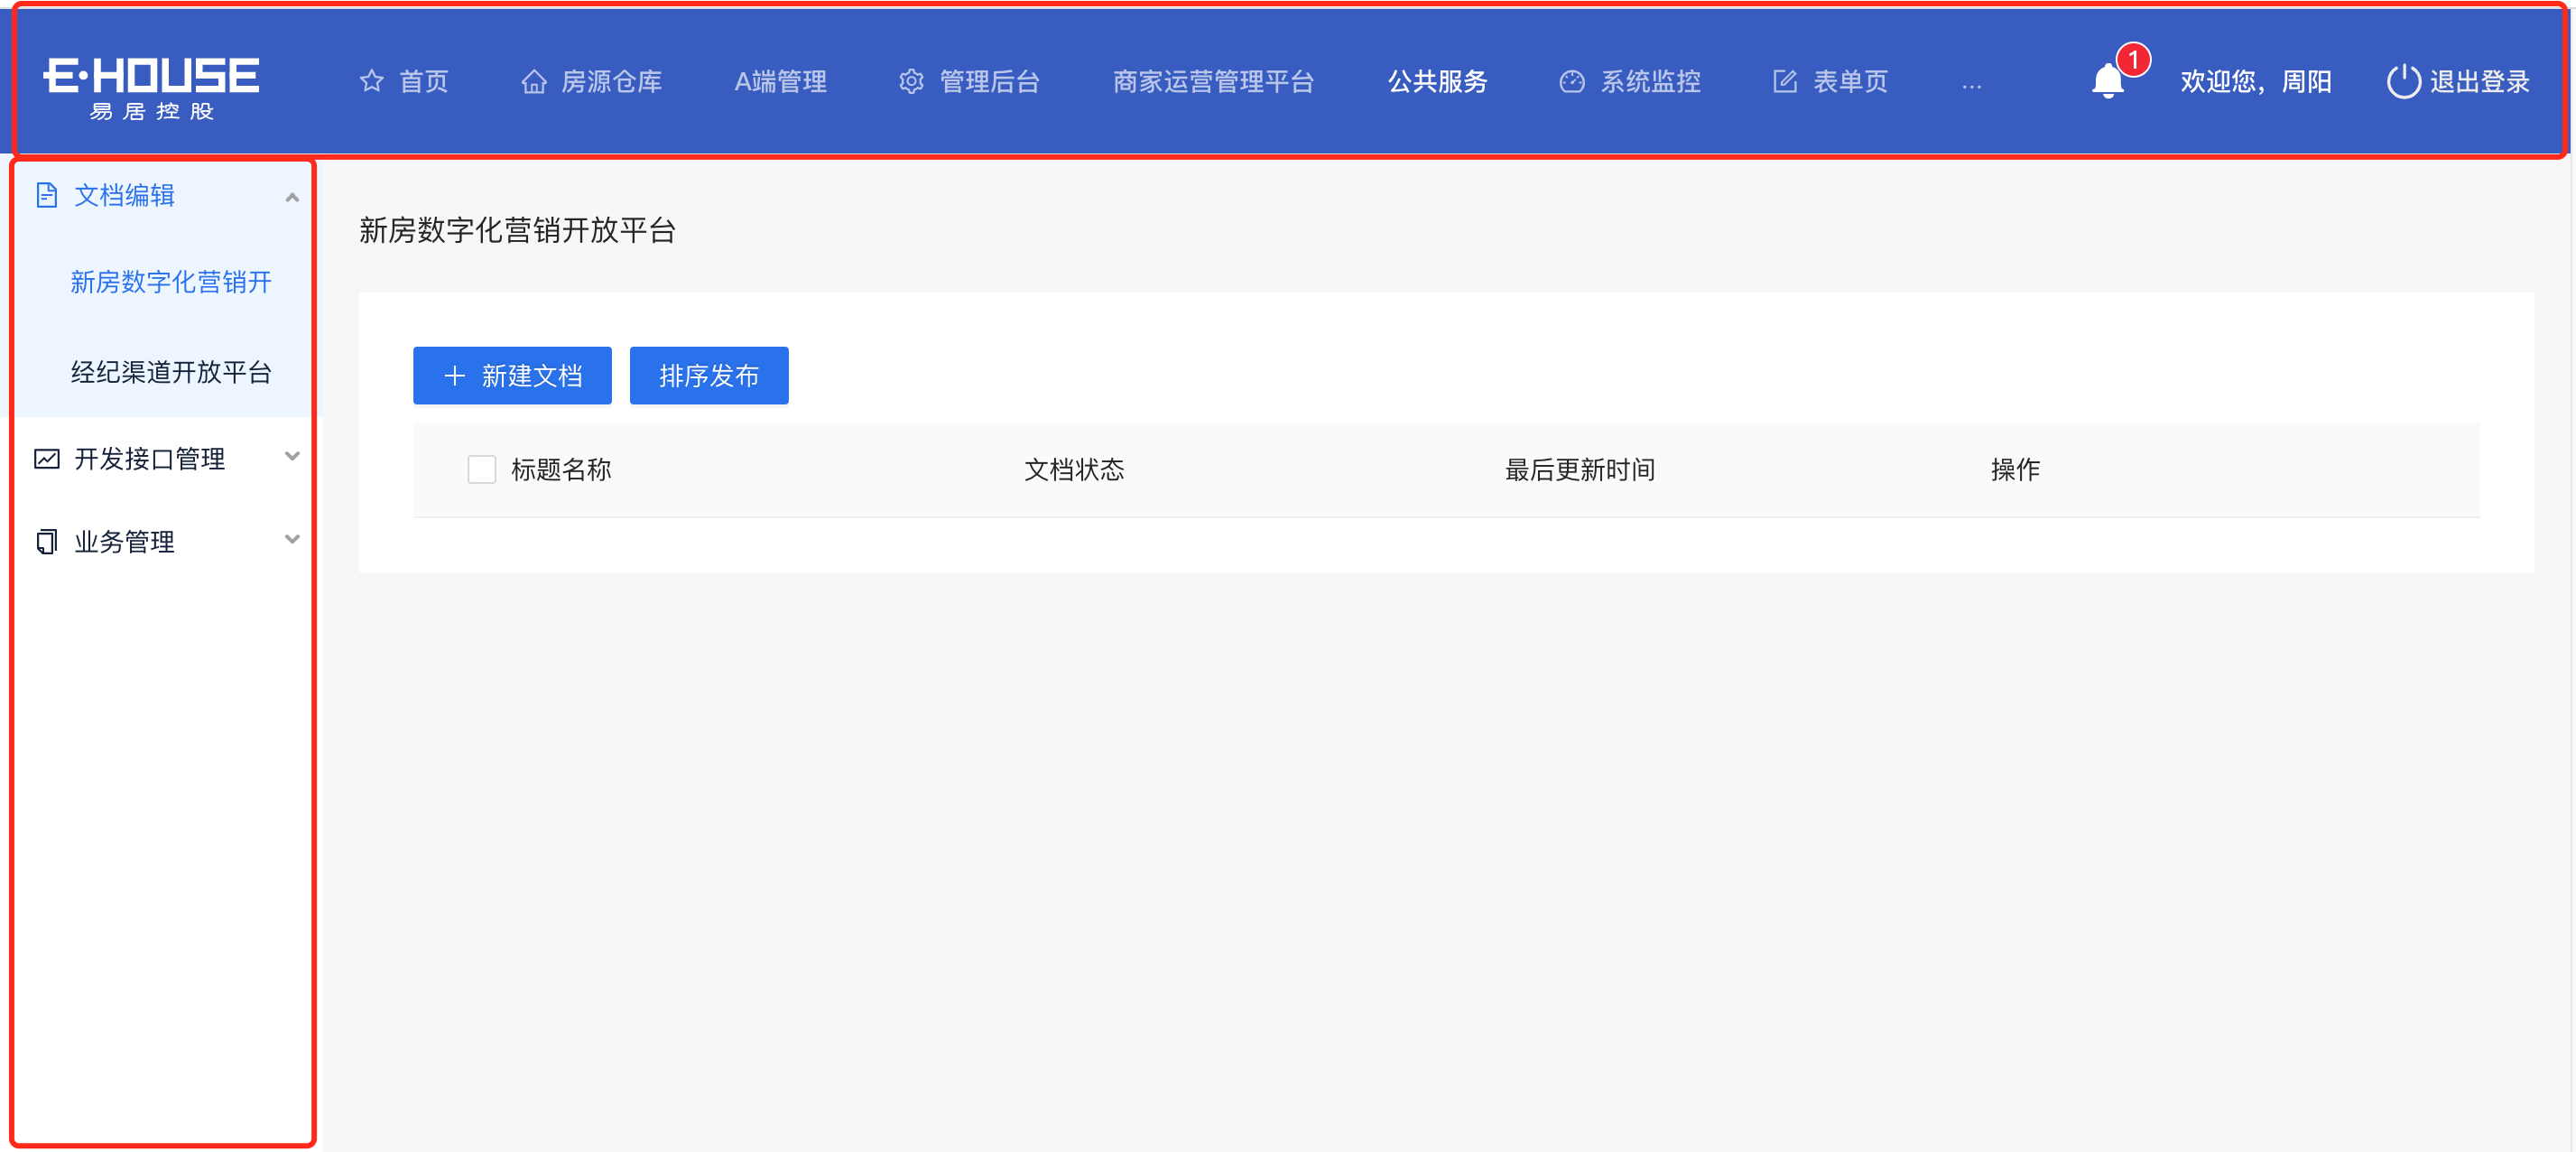 E·HOUSE
易居控股
首页 房源仓库 A端管理 管理后台 商家运营管理平台 公共服务 系统监控 表单页 ... 1 欢迎您，周阳 退出登录
文档编辑
新房数字化营销开
经纪渠道开放平台
开发接口管理
业务管理
新房数字化营销开放平台
新建文档 排序发布
标题名称 文档状态 最后更新时间 操作